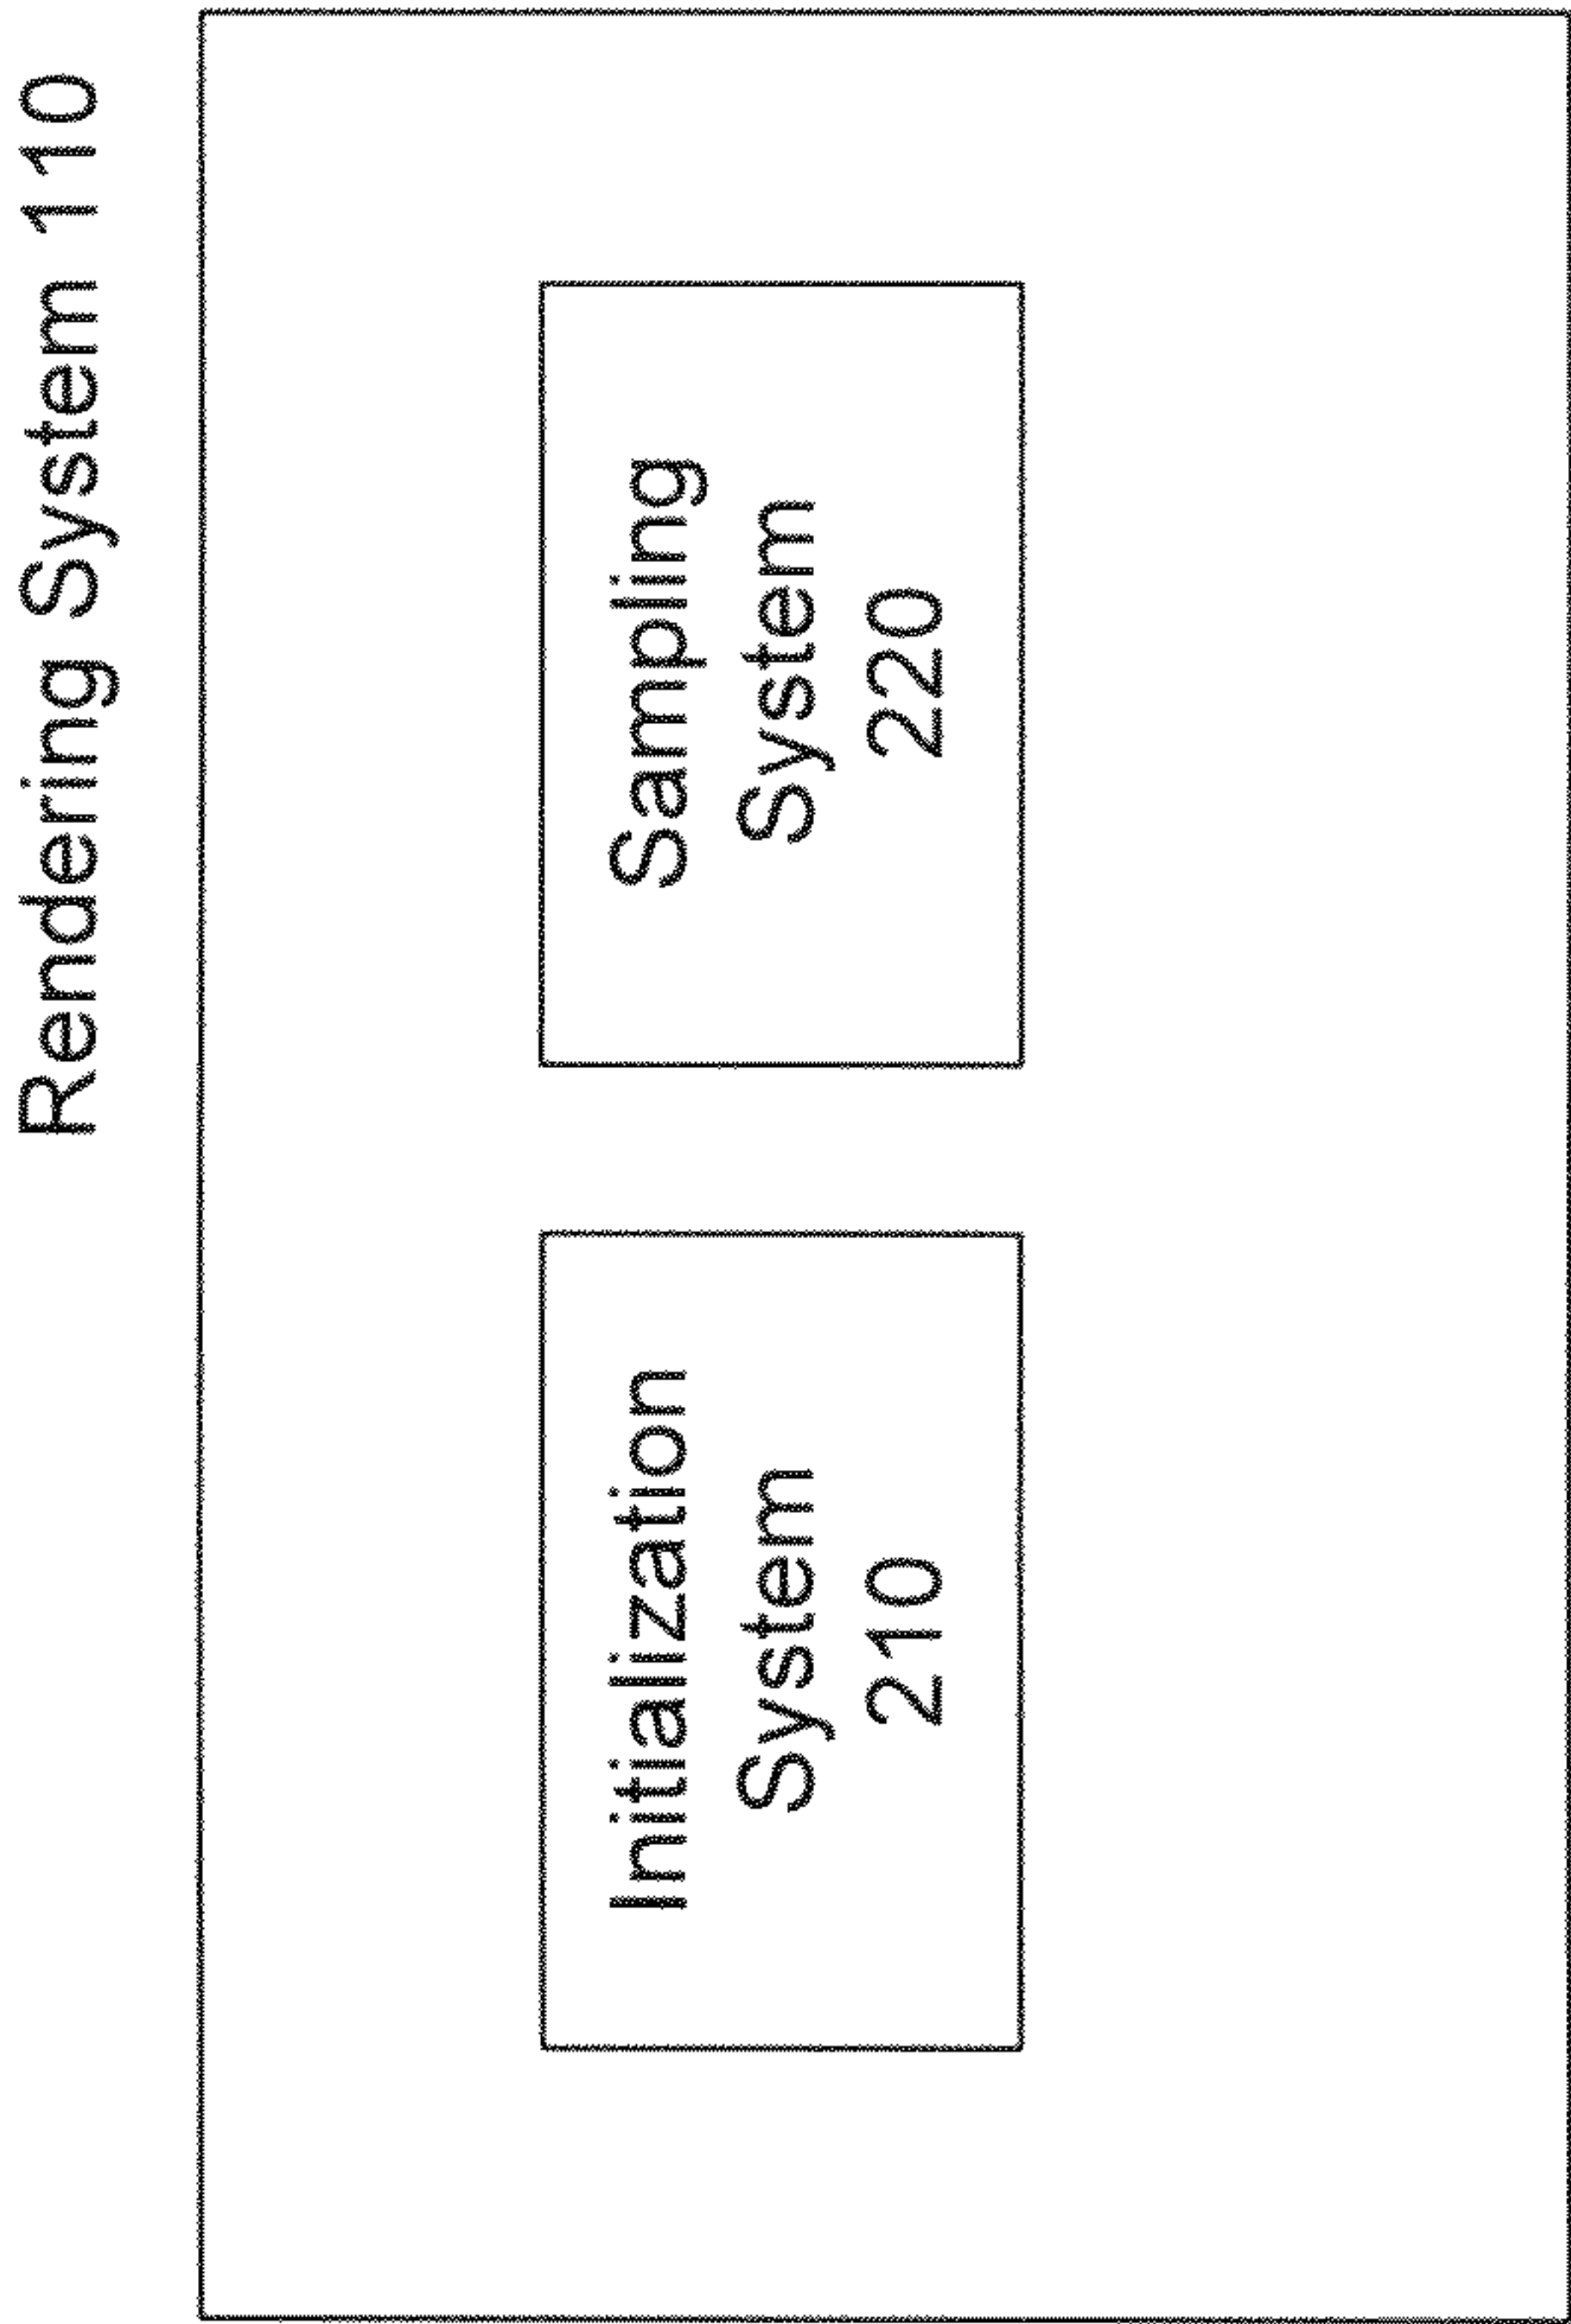 Rendering System 110
Initialization
System
210
Sampling
System
220